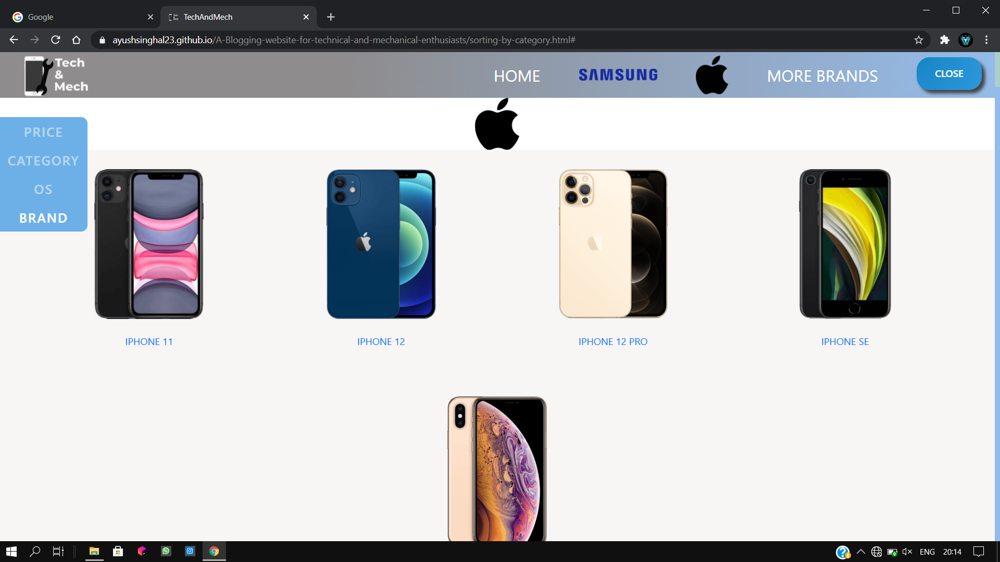 Google
TechAndMech
ayushsinghal23.github.io/A-Blogging-website-for-technical-and-mechanical-enthusiasts/sorting-by-category.html#
Tech
&
Mech
HOME
SAMSUNG
MORE BRANDS
CLOSE
PRICE
CATEGORY
OS
BRAND
IPHONE 11
IPHONE 12
IPHONE 12 PRO
IPHONE SE
ENG
20:14